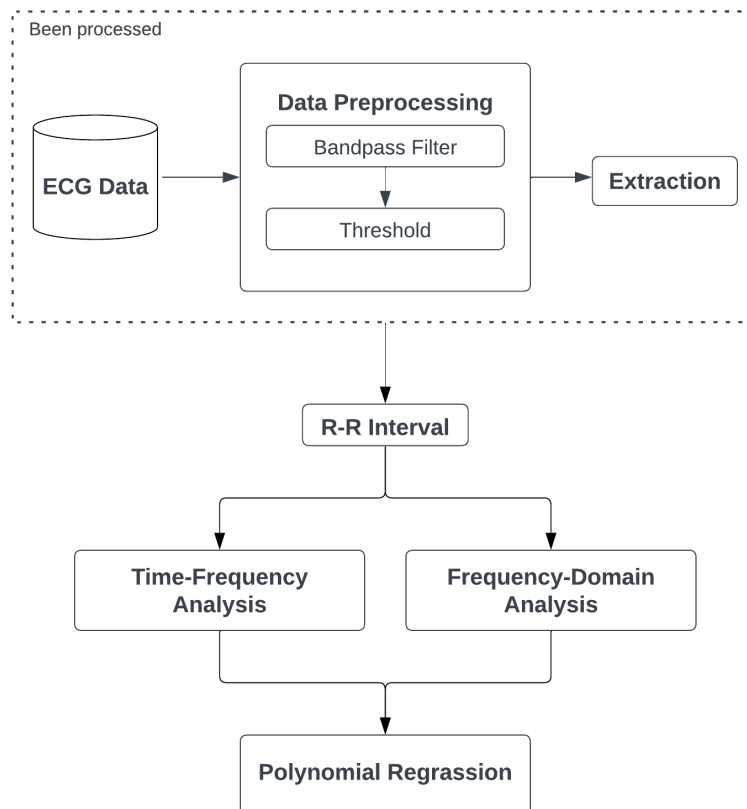 Been processed
Data Preprocessing
Bandpass Filter
ECG Data
Extraction
Threshold
R-R Interval
Time-Frequency
Analysis
Frequency-Domain
Analysis
Polynomial Regrassion